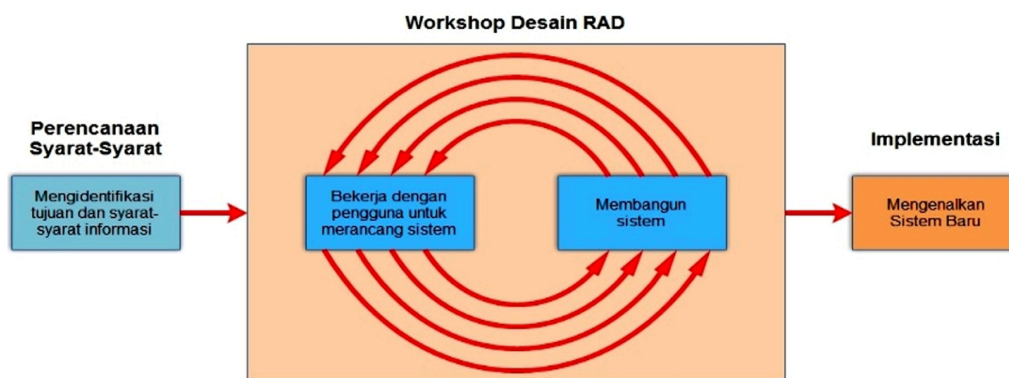 Workshop Desain RAD
Perencanaan
Syarat-Syarat
Mengidentifikasi
tujuan dan syarat-
syarat informasi
Bekerja dengan
pengguna untuk
merancang sistem
Membangun
sistem
Implementasi
Mengenalkan
Sistem Baru